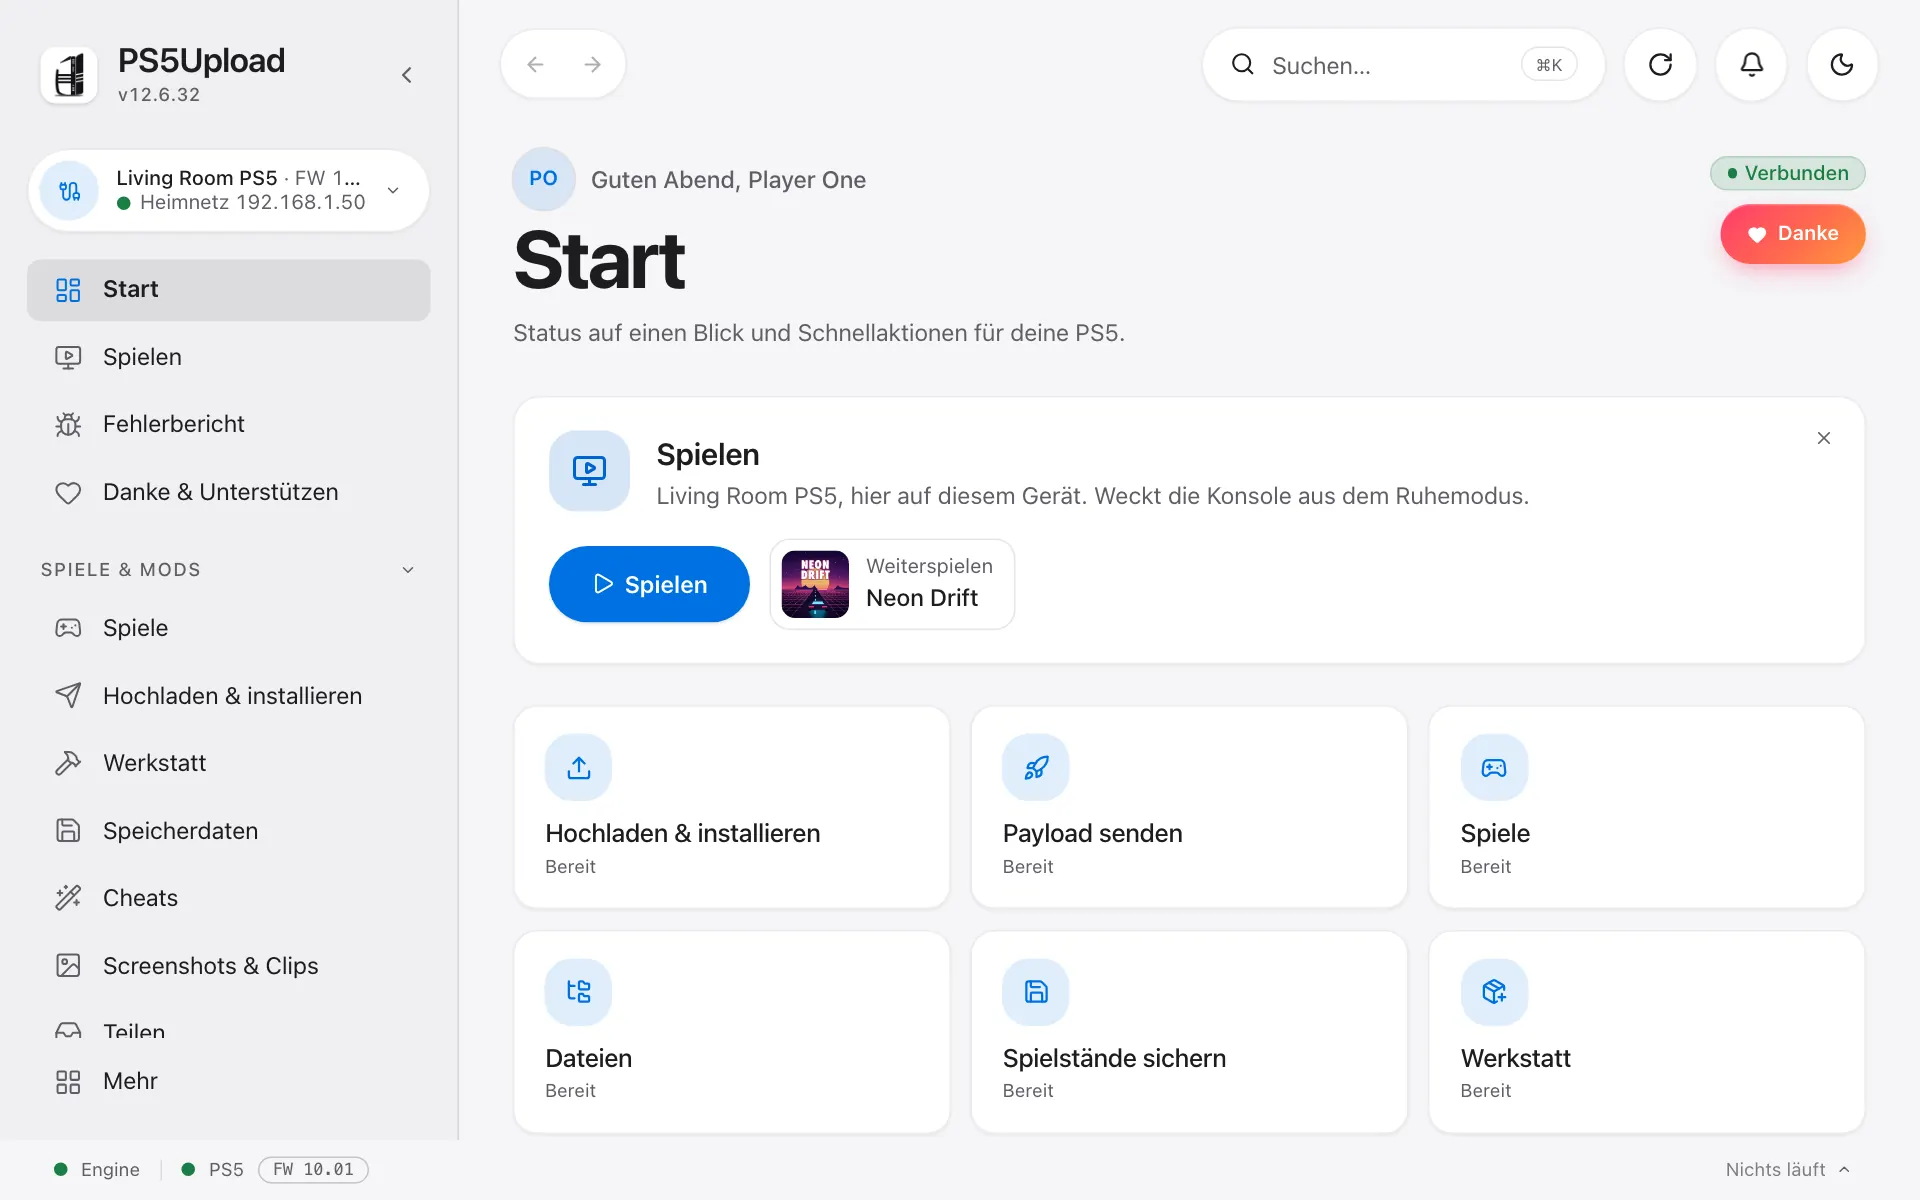 PS5Upload
v12.6.32
Living Room PS5 · FW 1...
Heimnetz 192.168.1.50
Start
Spielen
Fehlerbericht
Danke & Unterstützen
SPIELE & MODS
Spiele
Hochladen & installieren
Werkstatt
Speicherdaten
Cheats
Screenshots & Clips
Teilen
Mehr
Suchen...
⌘K
PO
Guten Abend, Player One
Verbunden
Danke
Start
Status auf einen Blick und Schnellaktionen für deine PS5.
Spielen
Living Room PS5, hier auf diesem Gerät. Weckt die Konsole aus dem Ruhemodus.
Spielen
NEON
DRIFT
Weiterspielen
Neon Drift
Hochladen & installieren
Bereit
Payload senden
Bereit
Spiele
Bereit
Dateien
Bereit
Spielstände sichern
Bereit
Werkstatt
Bereit
Engine
PS5
FW 10.01
Nichts läuft